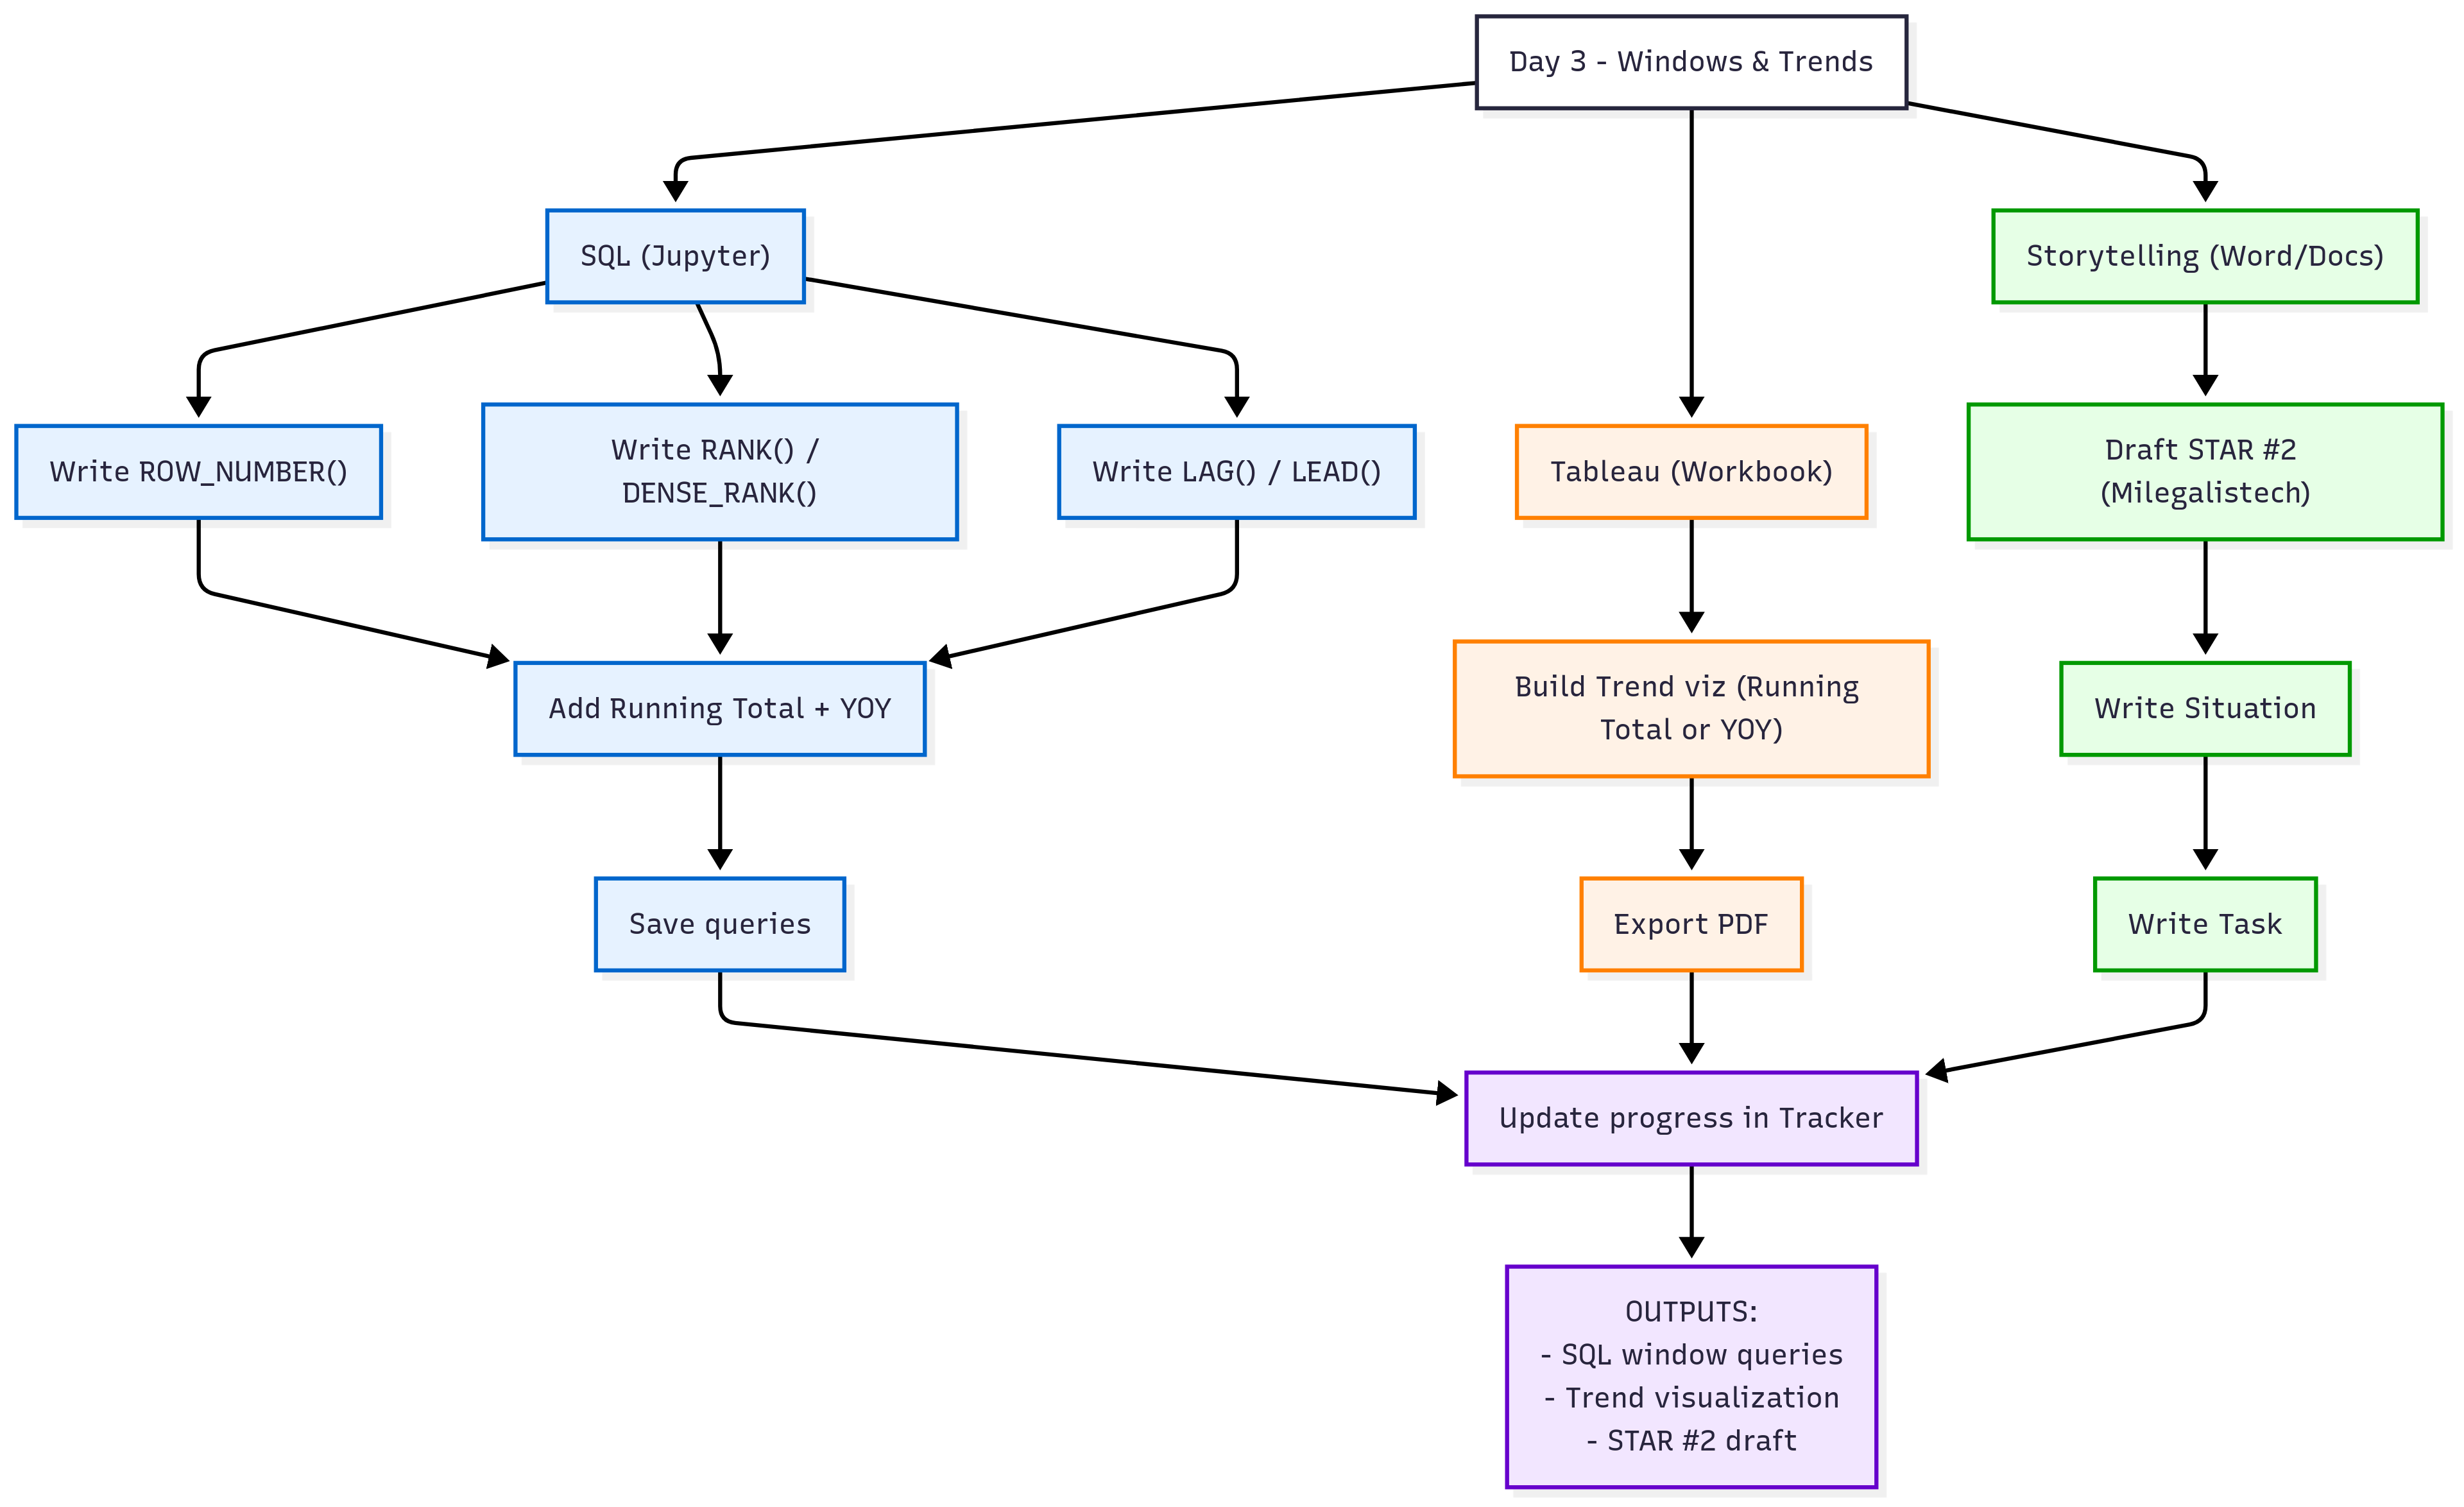 Day 3 - Windows & Trends
SQL (Jupyter)
Storytelling (Word/Docs)
Write ROW_NUMBER()
Write RANK() /
DENSE_RANK()
Write LAG() / LEAD()
Tableau (Workbook)
Draft STAR #2
(Milegalistech)
Add Running Total + YOY
Build Trend viz (Running
Total or YOY)
Write Situation
Save queries
Export PDF
Write Task
Update progress in Tracker
OUTPUTS:
- SQL window queries
- Trend visualization
- STAR #2 draft